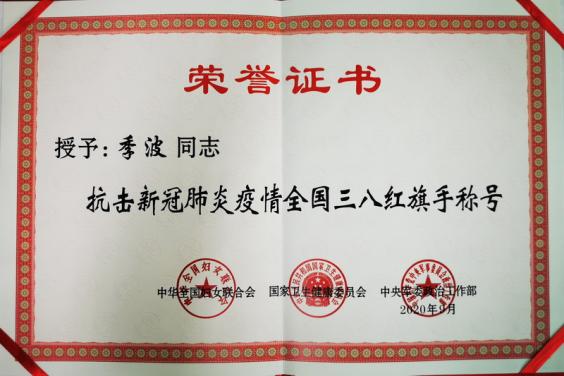 荣誉证书
授予：季波 同志
抗击新冠肺炎疫情全国三八红旗手称号
中华全国妇女联合会 国家卫生健康委员会 中央军委政治工作部
2020年9月